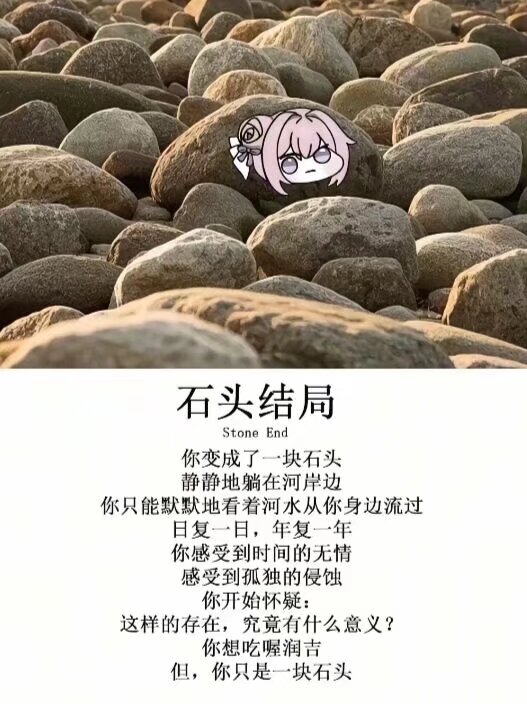 石头结局
Stone End
你变成了一块石头
静静地躺在河岸边
你只能默默地看着河水从你身边流过
日复一日，年复一年
你感受到时间的无情
感受到孤独的侵蚀
你开始怀疑：
这样的存在，究竟有什么意义？
你想吃喔润吉
但，你只是一块石头